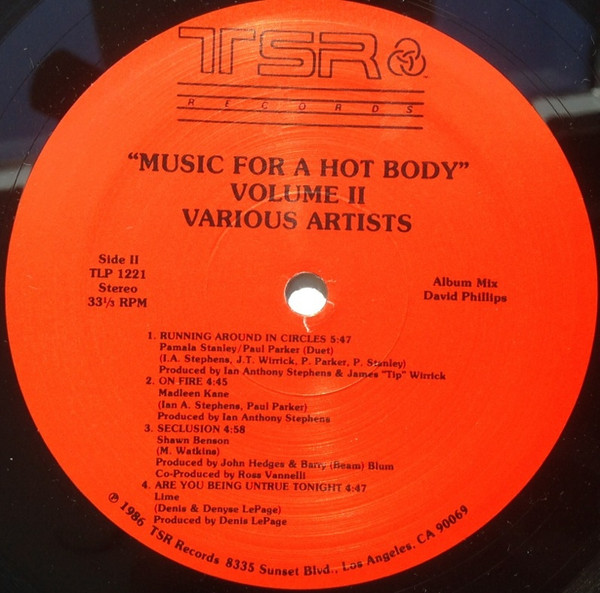 TSR
RECORDS
"MUSIC FOR A HOT BODY"
VOLUME II
VARIOUS ARTISTS
Side II
TLP 1221
Stereo
33⅓ RPM
Album Mix
David Phillips
1. RUNNING AROUND IN CIRCLES 5:47
Pamala Stanley/Paul Parker (Duet)
(I.A. Stephens, J.T. Wirrick, P. Parker, P. Stanley)
Produced by Ian Anthony Stephens & James "Tip" Wirrick
2. ON FIRE 4:45
Madleen Kane
(Ian A. Stephens, Paul Parker)
Produced by Ian Anthony Stephens
3. SECLUSION 4:58
Shawn Benson
(M. Watkins)
Produced by John Hedges & Barry (Beam) Blum
Co-Produced by Ross Vannelli
4. ARE YOU BEING UNTRUE TONIGHT 4:47
Lime
(Denis & Denyse LePage)
Produced by Denis LePage
℗ 1986 TSR Records 8335 Sunset Blvd., Los Angeles, CA 90069